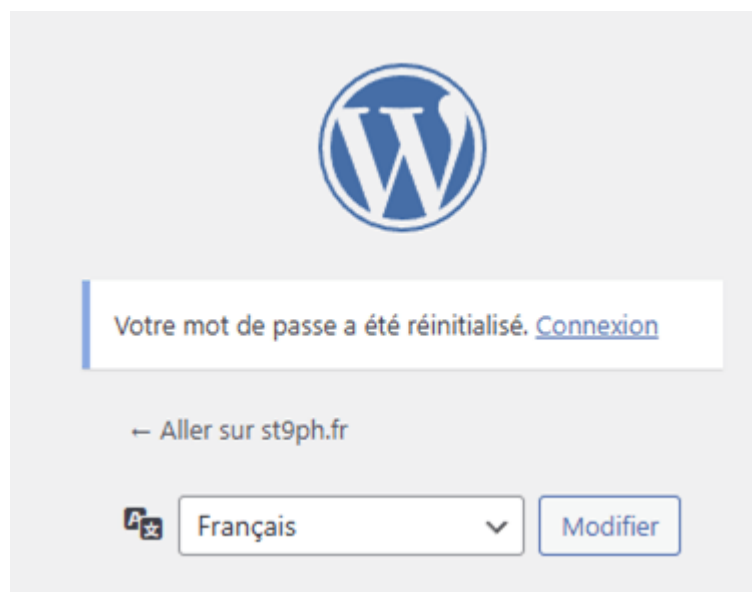 Votre mot de passe a été réinitialisé. Connexion
← Aller sur st9ph.fr
Français
Modifier